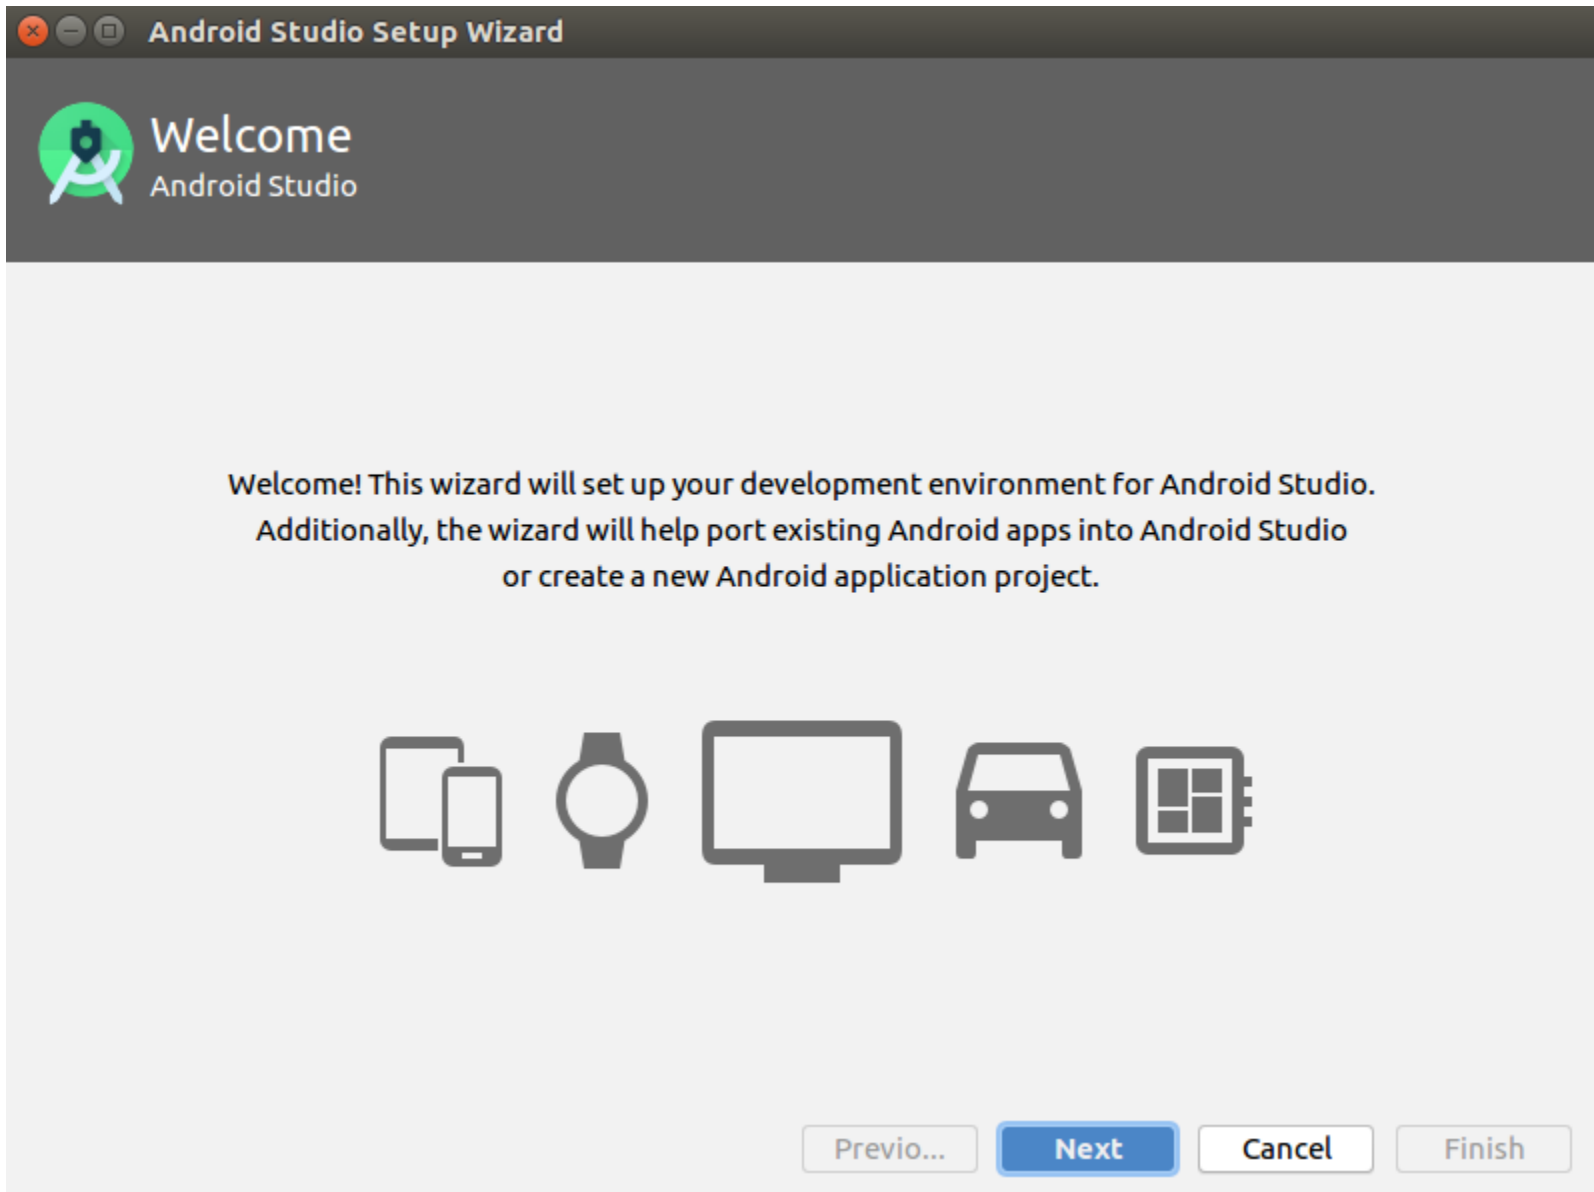 Android Studio Setup Wizard
Welcome
Android Studio
Welcome! This wizard will set up your development environment for Android Studio.
Additionally, the wizard will help port existing Android apps into Android Studio
or create a new Android application project.
Previo... Next Cancel Finish